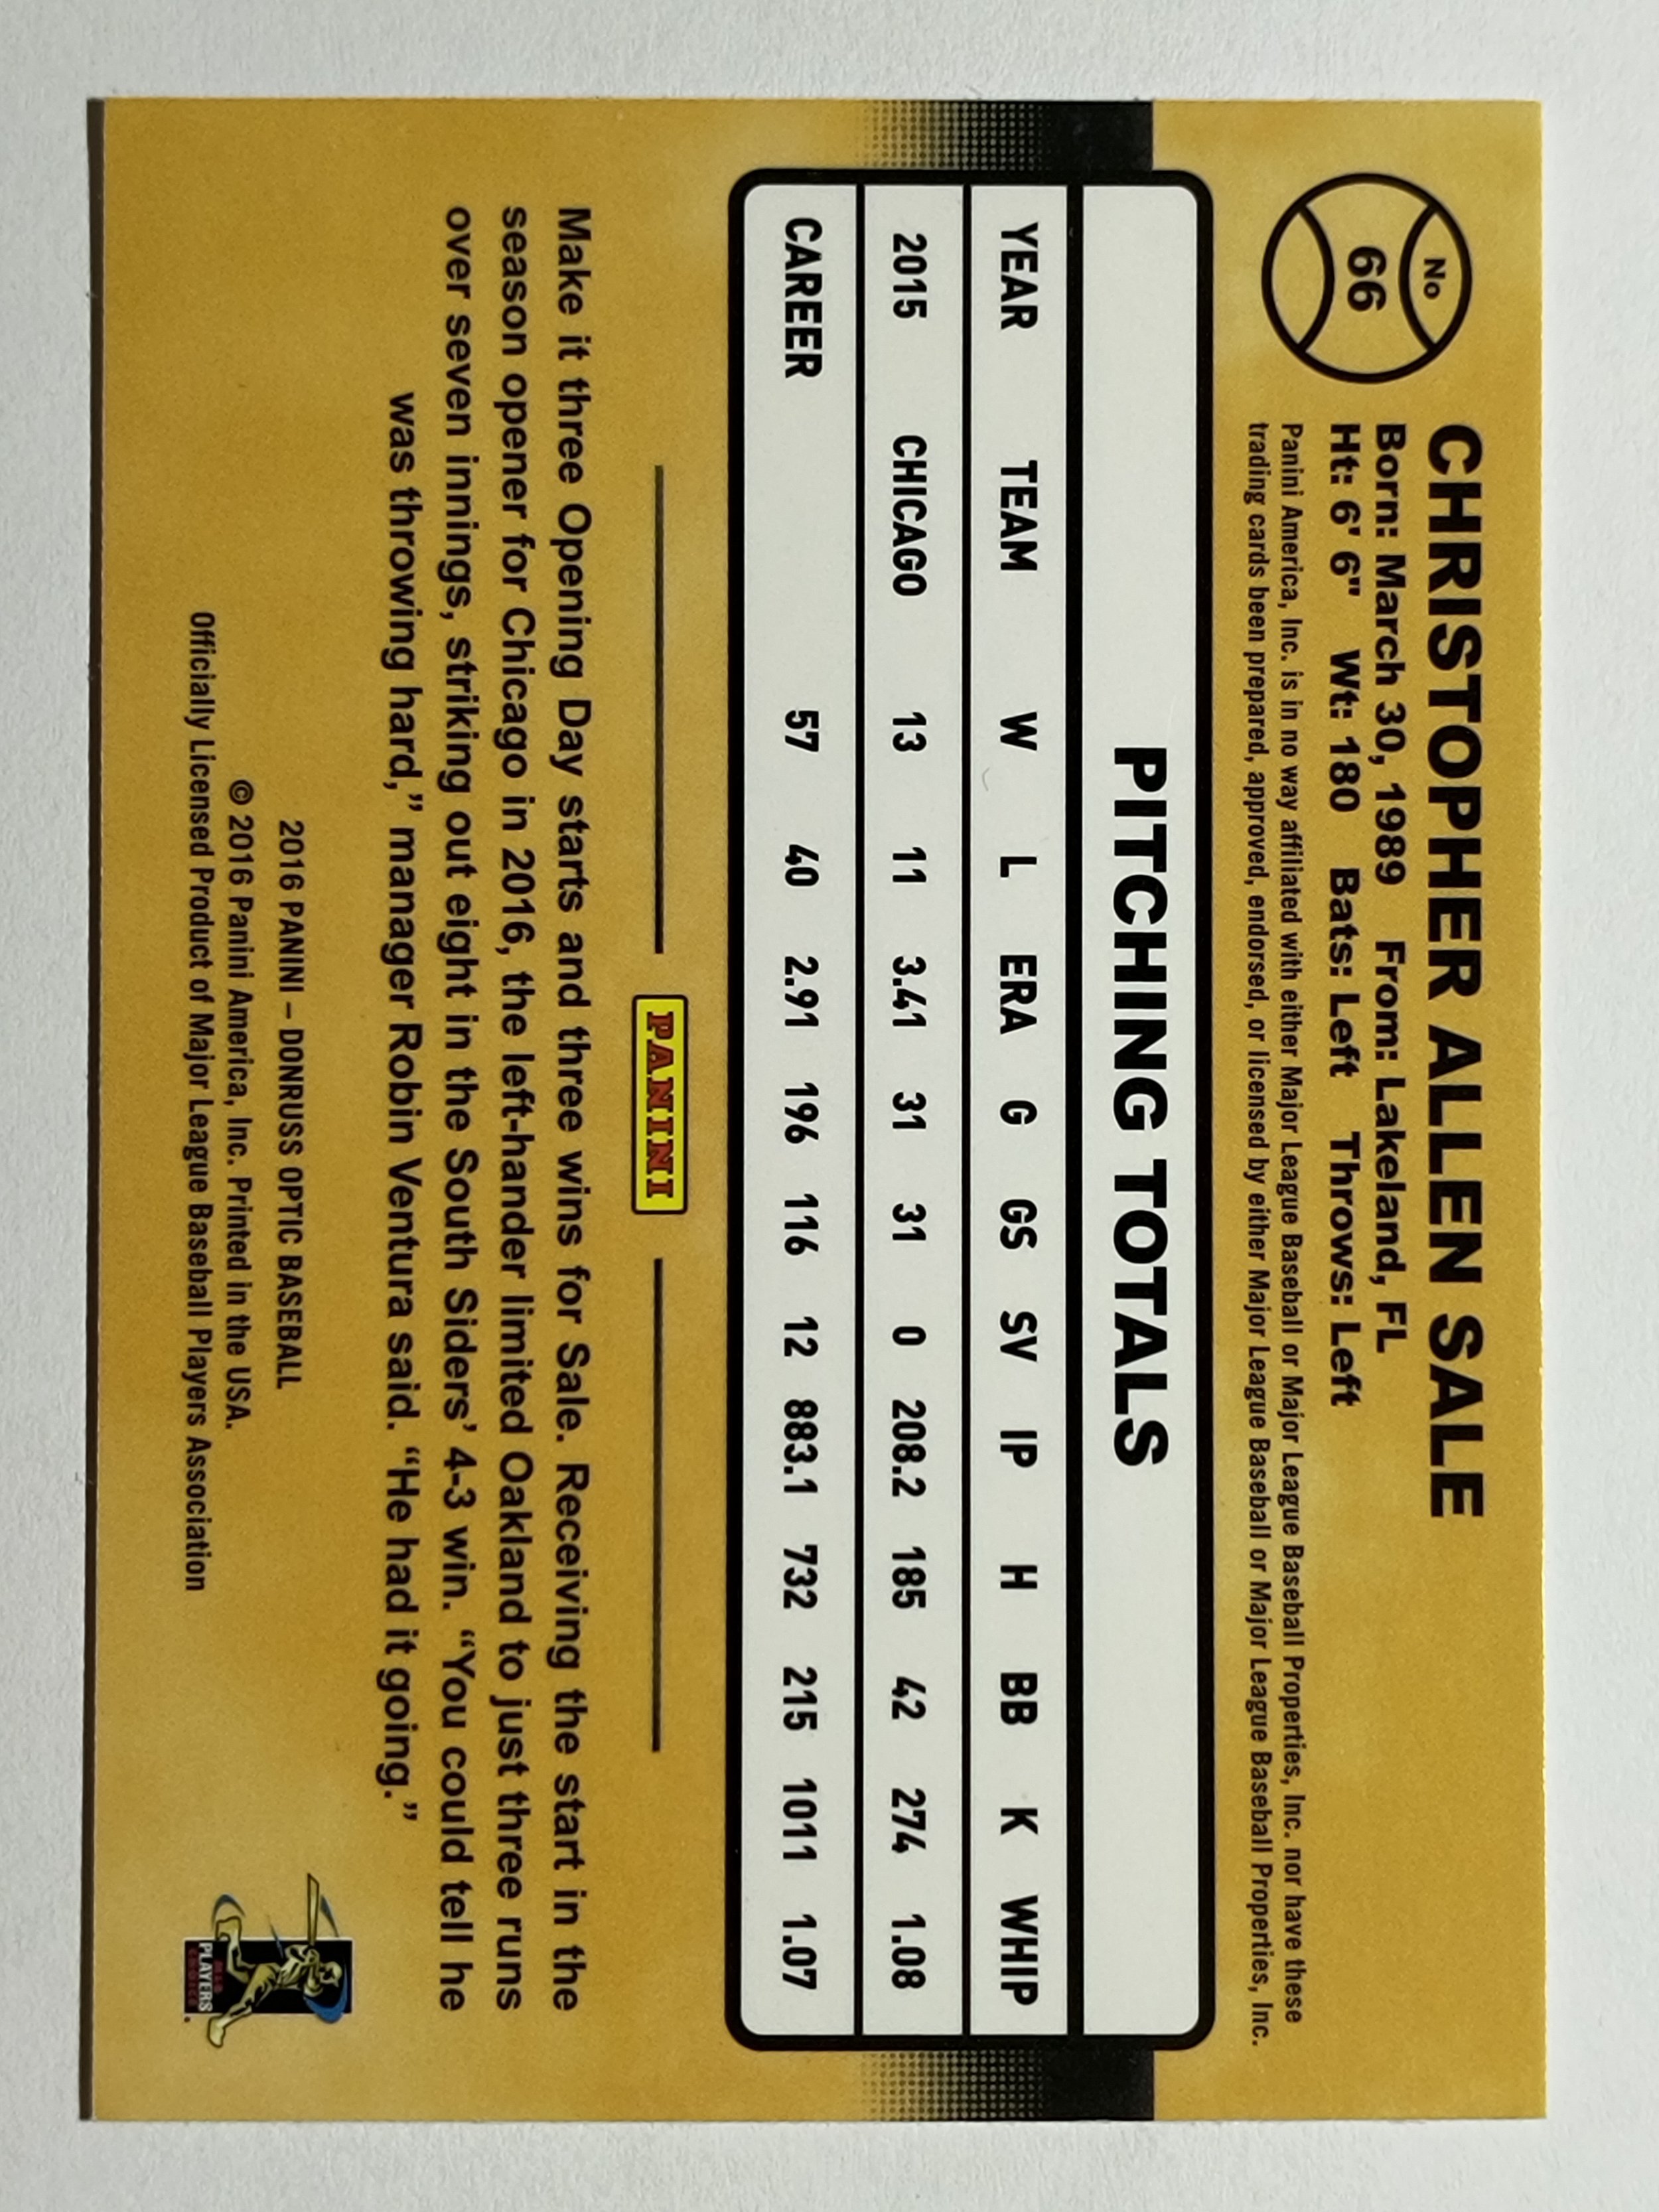 No
66
CHRISTOPHER ALLEN SALE
Born: March 30, 1989 From: Lakeland, FL
Ht: 6' 6" Wt: 180 Bats: Left Throws: Left
Panini America, Inc. is in no way affiliated with either Major League Baseball or Major League Baseball Properties, Inc. nor have these
trading cards been prepared, approved, endorsed, or licensed by either Major League Baseball or Major League Baseball Properties, Inc.
PITCHING TOTALS
YEAR TEAM W L ERA G GS SV IP H BB K WHIP
2015 CHICAGO 13 11 3.41 31 31 0 208.2 185 42 274 1.08
CAREER 57 40 2.91 196 116 12 883.1 732 215 1011 1.07
PANINI
Make it three Opening Day starts and three wins for Sale. Receiving the start in the
season opener for Chicago in 2016, the left-hander limited Oakland to just three runs
over seven innings, striking out eight in the South Siders’ 4-3 win. “You could tell he
was throwing hard,” manager Robin Ventura said. “He had it going.”
2016 PANINI – DONRUSS OPTIC BASEBALL
© 2016 Panini America, Inc. Printed in the USA.
Officially Licensed Product of Major League Baseball Players Association
MLB
PLAYERS
CHOICE